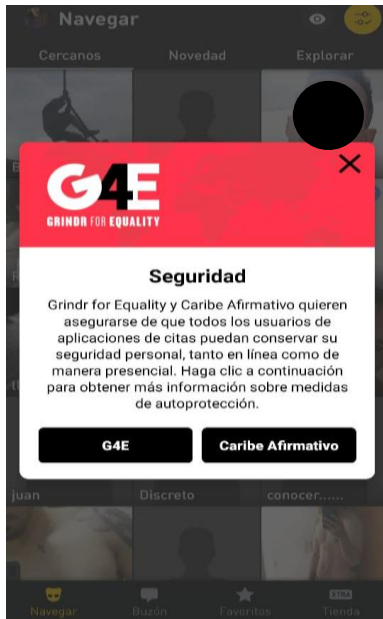 Navegar
Cercanos Novedad Explorar
G4E
GRINDR FOR EQUALITY
Seguridad
Grindr for Equality y Caribe Afirmativo quieren
asegurarse de que todos los usuarios de
aplicaciones de citas puedan conservar su
seguridad personal, tanto en línea como de
manera presencial. Haga clic a continuación
para obtener más información sobre medidas
de autoprotección.
G4E Caribe Afirmativo
juan Discreto conocer......
XTRA
Navegar Buzón Favoritos Tienda